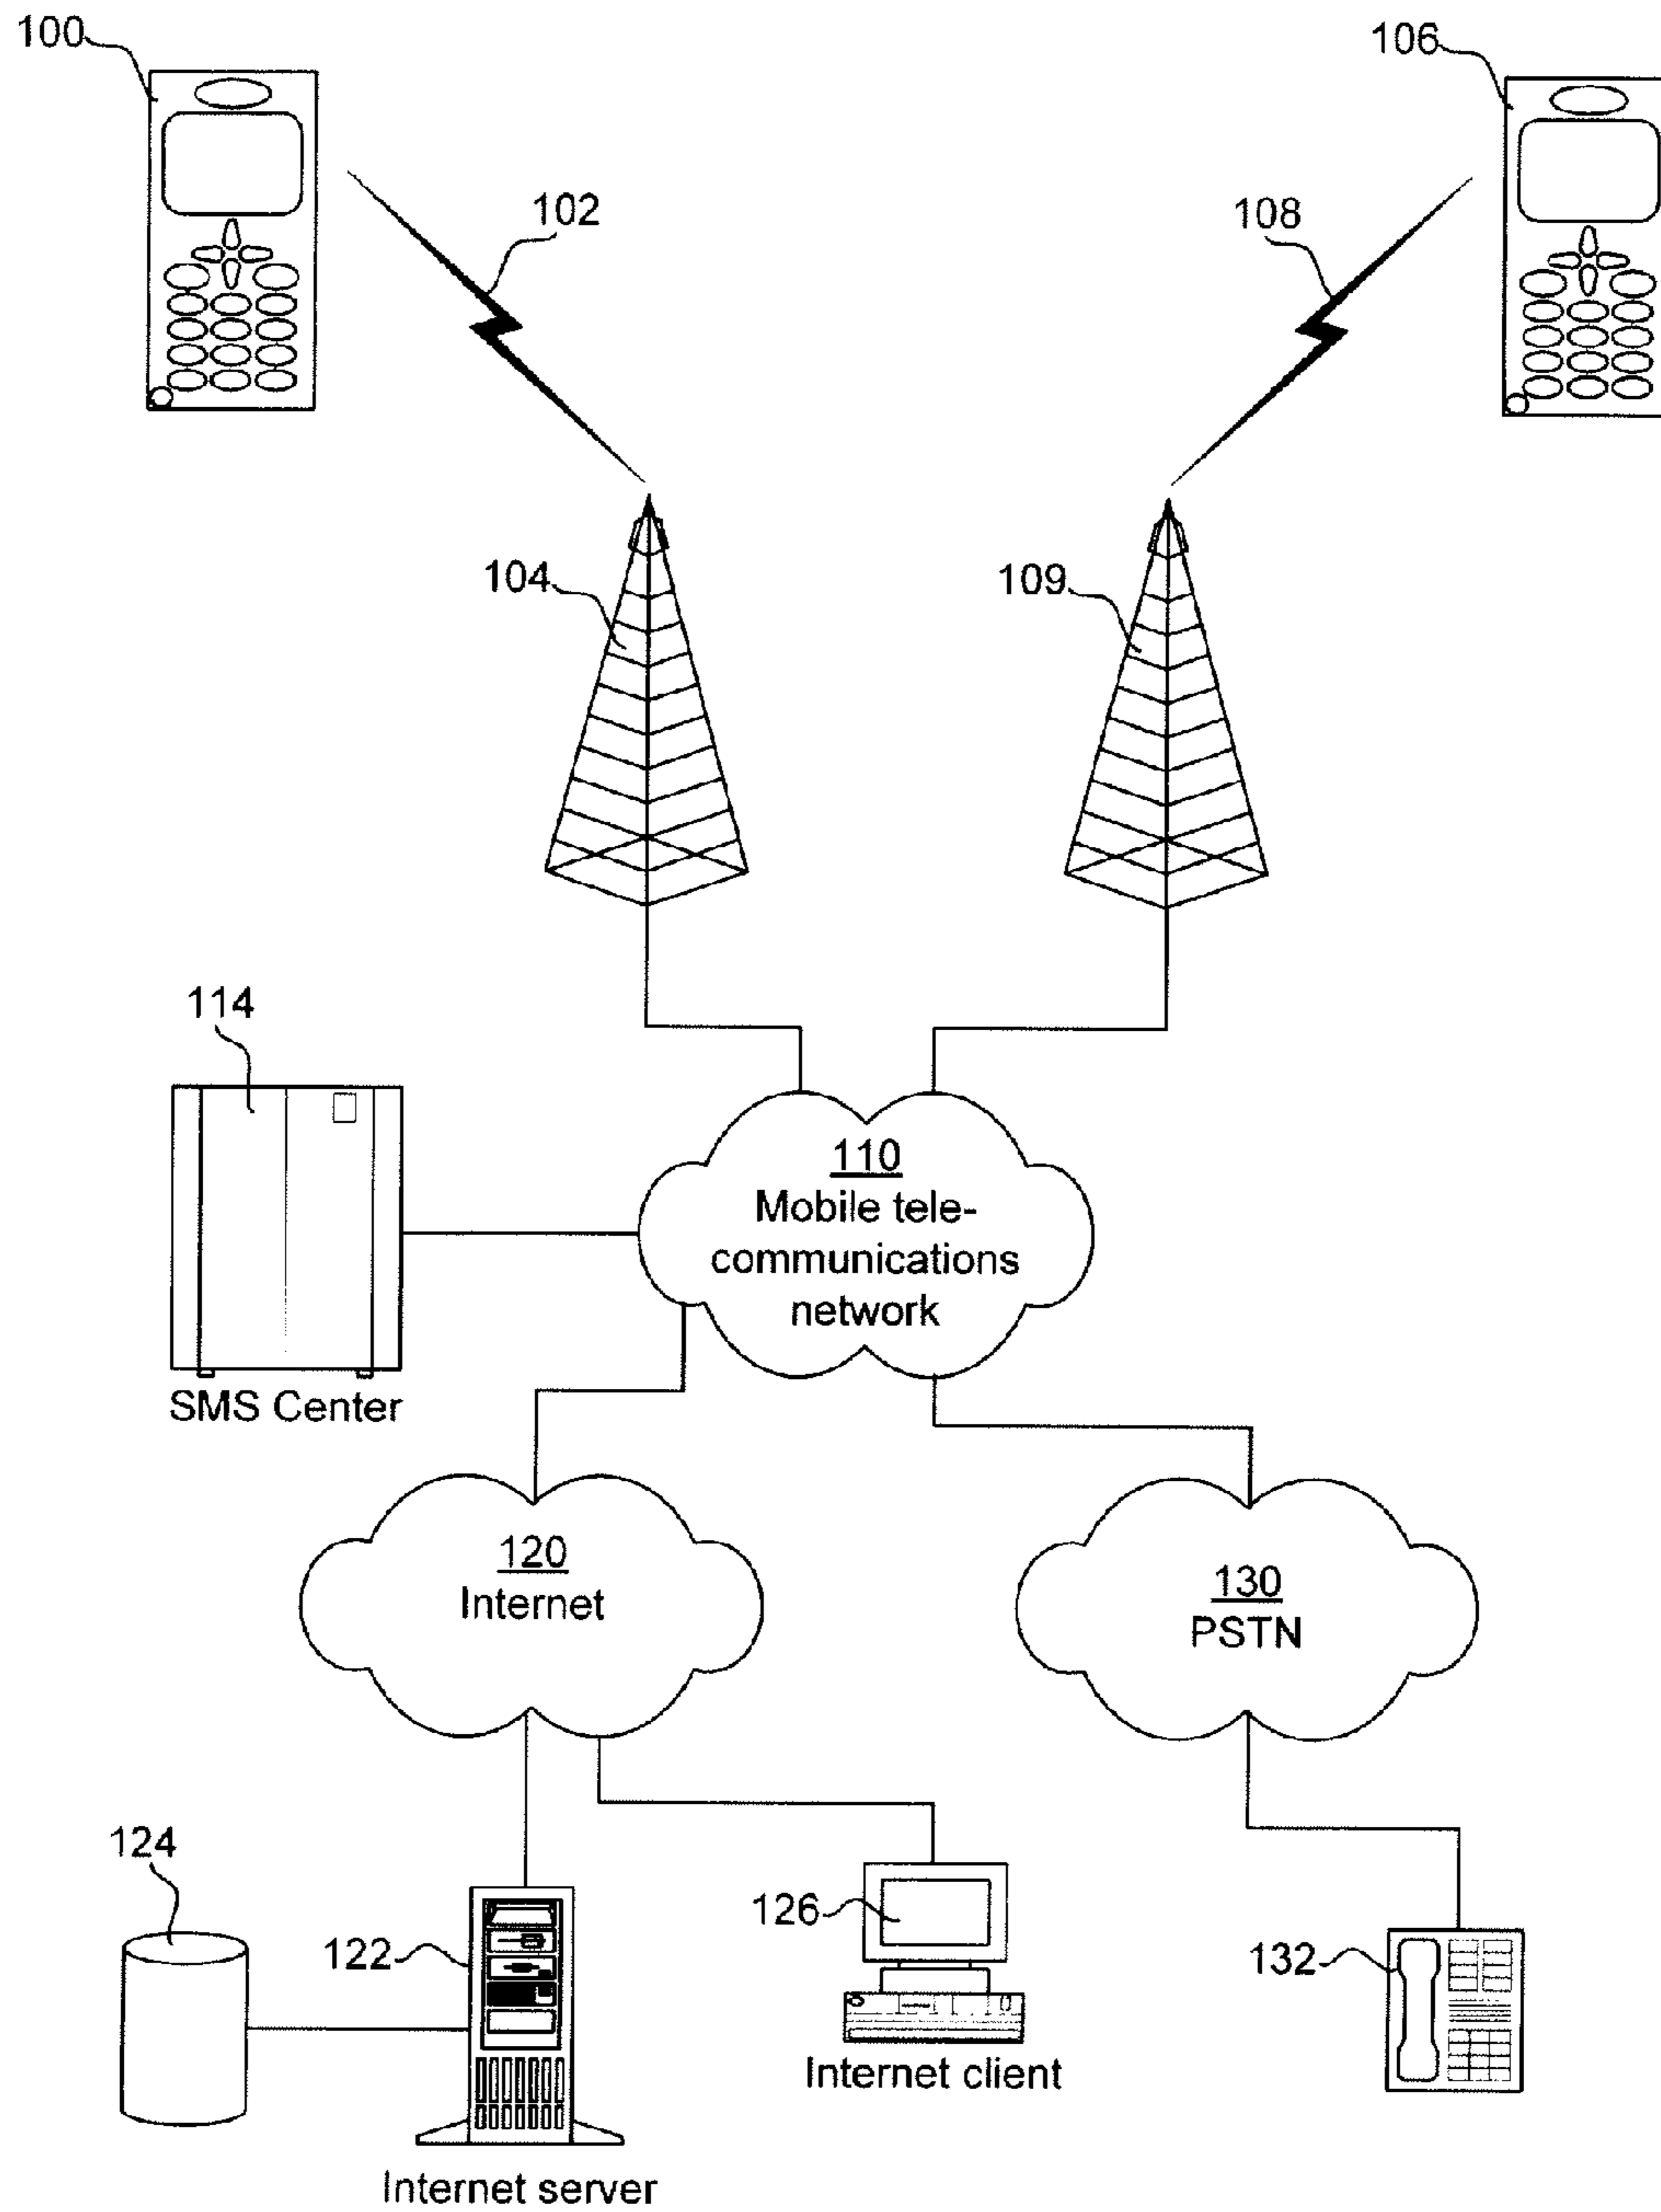 100
106
102
108
104
109
114
110
Mobile tele-
communications
network
SMS Center
120
Internet
130
PSTN
124
122
126
132
Internet client
Internet server